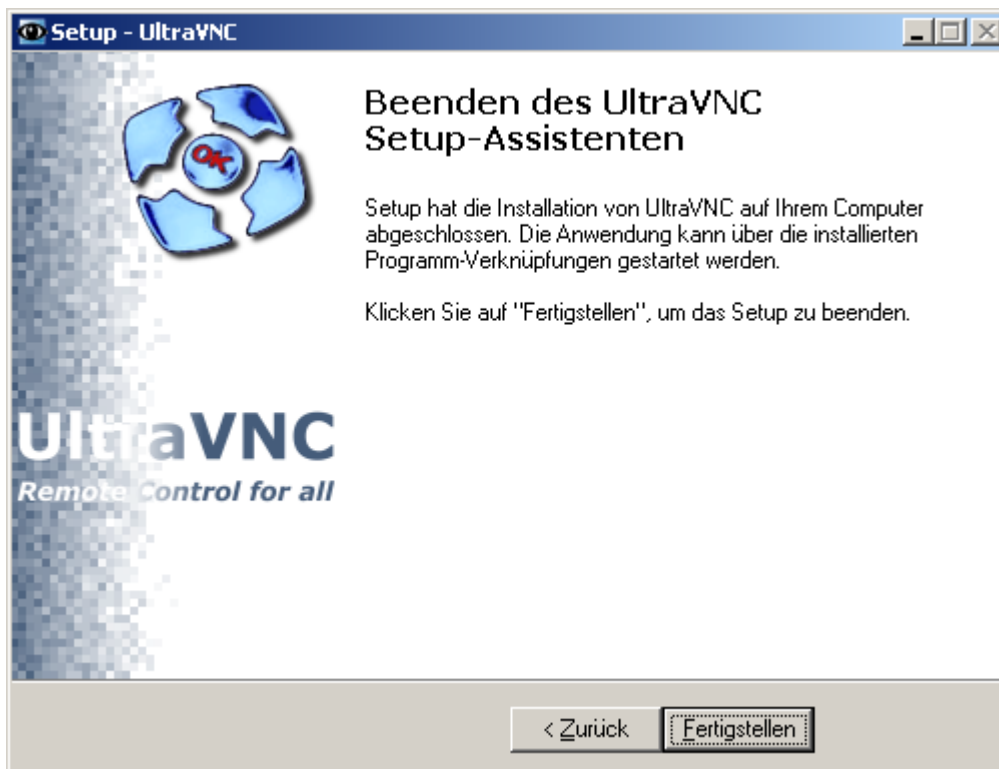 Setup - UltraVNC
OK
Beenden des UltraVNC
Setup-Assistenten
Setup hat die Installation von UltraVNC auf Ihrem Computer
abgeschlossen. Die Anwendung kann über die installierten
Programm-Verknüpfungen gestartet werden.
Klicken Sie auf "Fertigstellen", um das Setup zu beenden.
UltraVNC
Remote Control for all
< Zurück
Fertigstellen